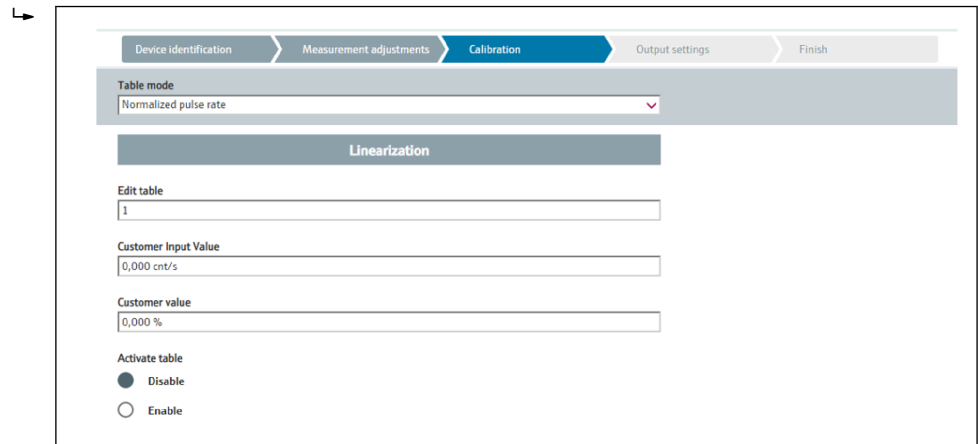 Device identification Measurement adjustments Calibration Output settings Finish
Table mode
Normalized pulse rate
Linearization
Edit table
1
Customer Input Value
0,000 cnt/s
Customer value
0,000 %
Activate table
Disable
Enable